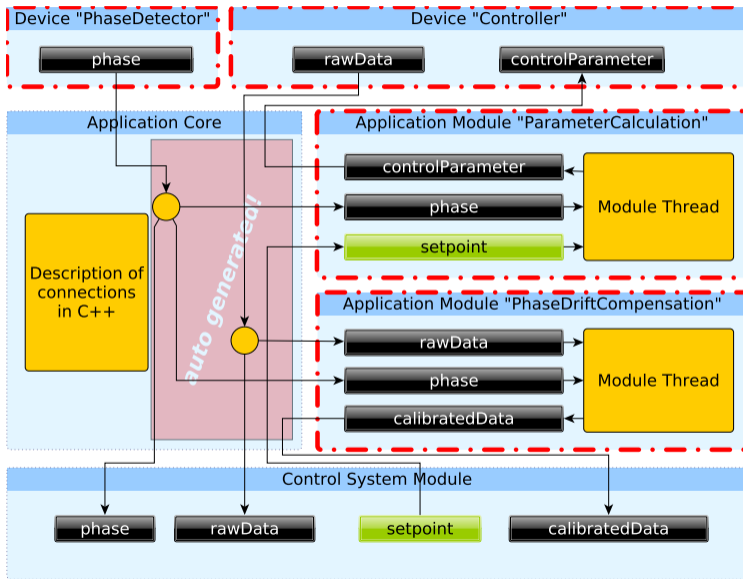 Device "PhaseDetector"
Device "Controller"
phase
rawData
controlParameter
Application Core
Application Module "ParameterCalculation"
controlParameter
phase
setpoint
Module Thread
auto generated!
Description of
connections
in C++
Application Module "PhaseDriftCompensation"
rawData
phase
calibratedData
Module Thread
Control System Module
phase
rawData
setpoint
calibratedData